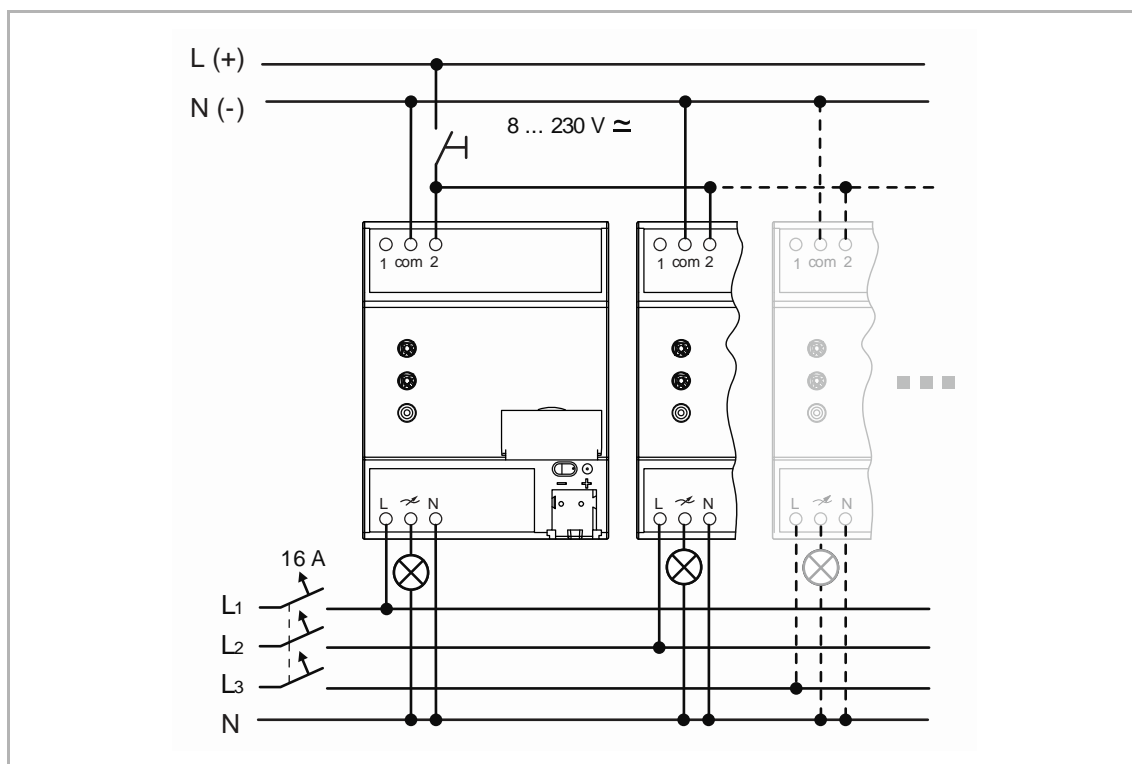 L (+)
N (-)
8 ... 230 V ≃
1 com 2
1 com 2
1 com 2
− +
L N
L N
L N
16 A
L1
L2
L3
N